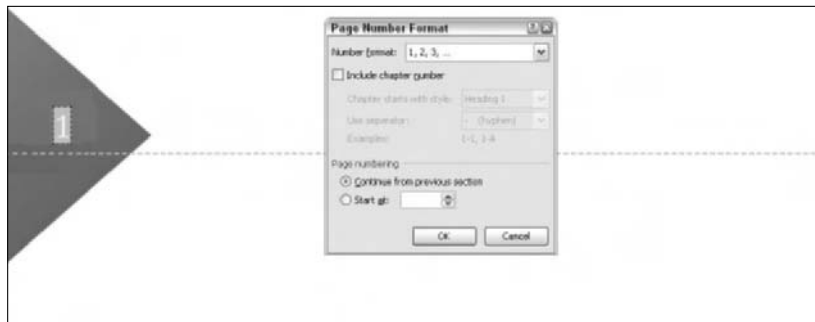 Page Number Format
Number format: 1, 2, 3, ...
Include chapter number
Chapter starts with style: Heading 1
Use separator: - (hyphen)
Examples: 1-1, 1-A
1
Page numbering
Continue from previous section
Start at:
OK Cancel